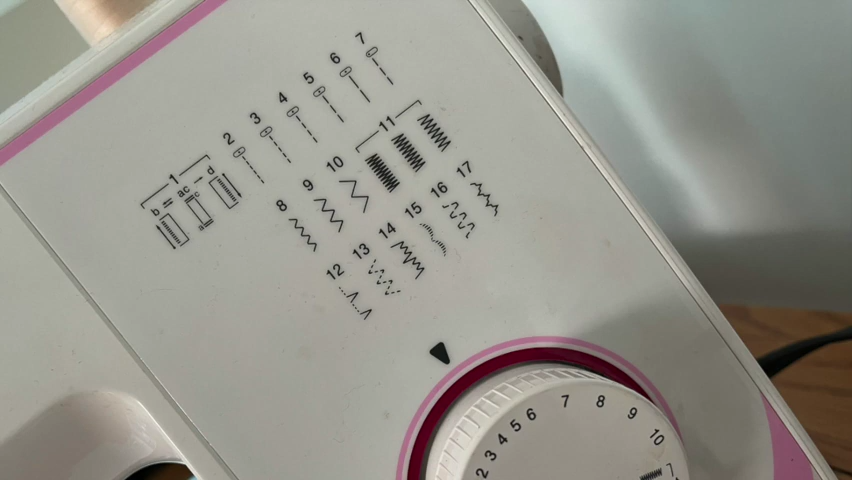 1 2 3 4 5 6 7
b = ac → d
c
a
8 9 10 11
12 13 14 15 16 17
2 3 4 5 6 7 8 9 10